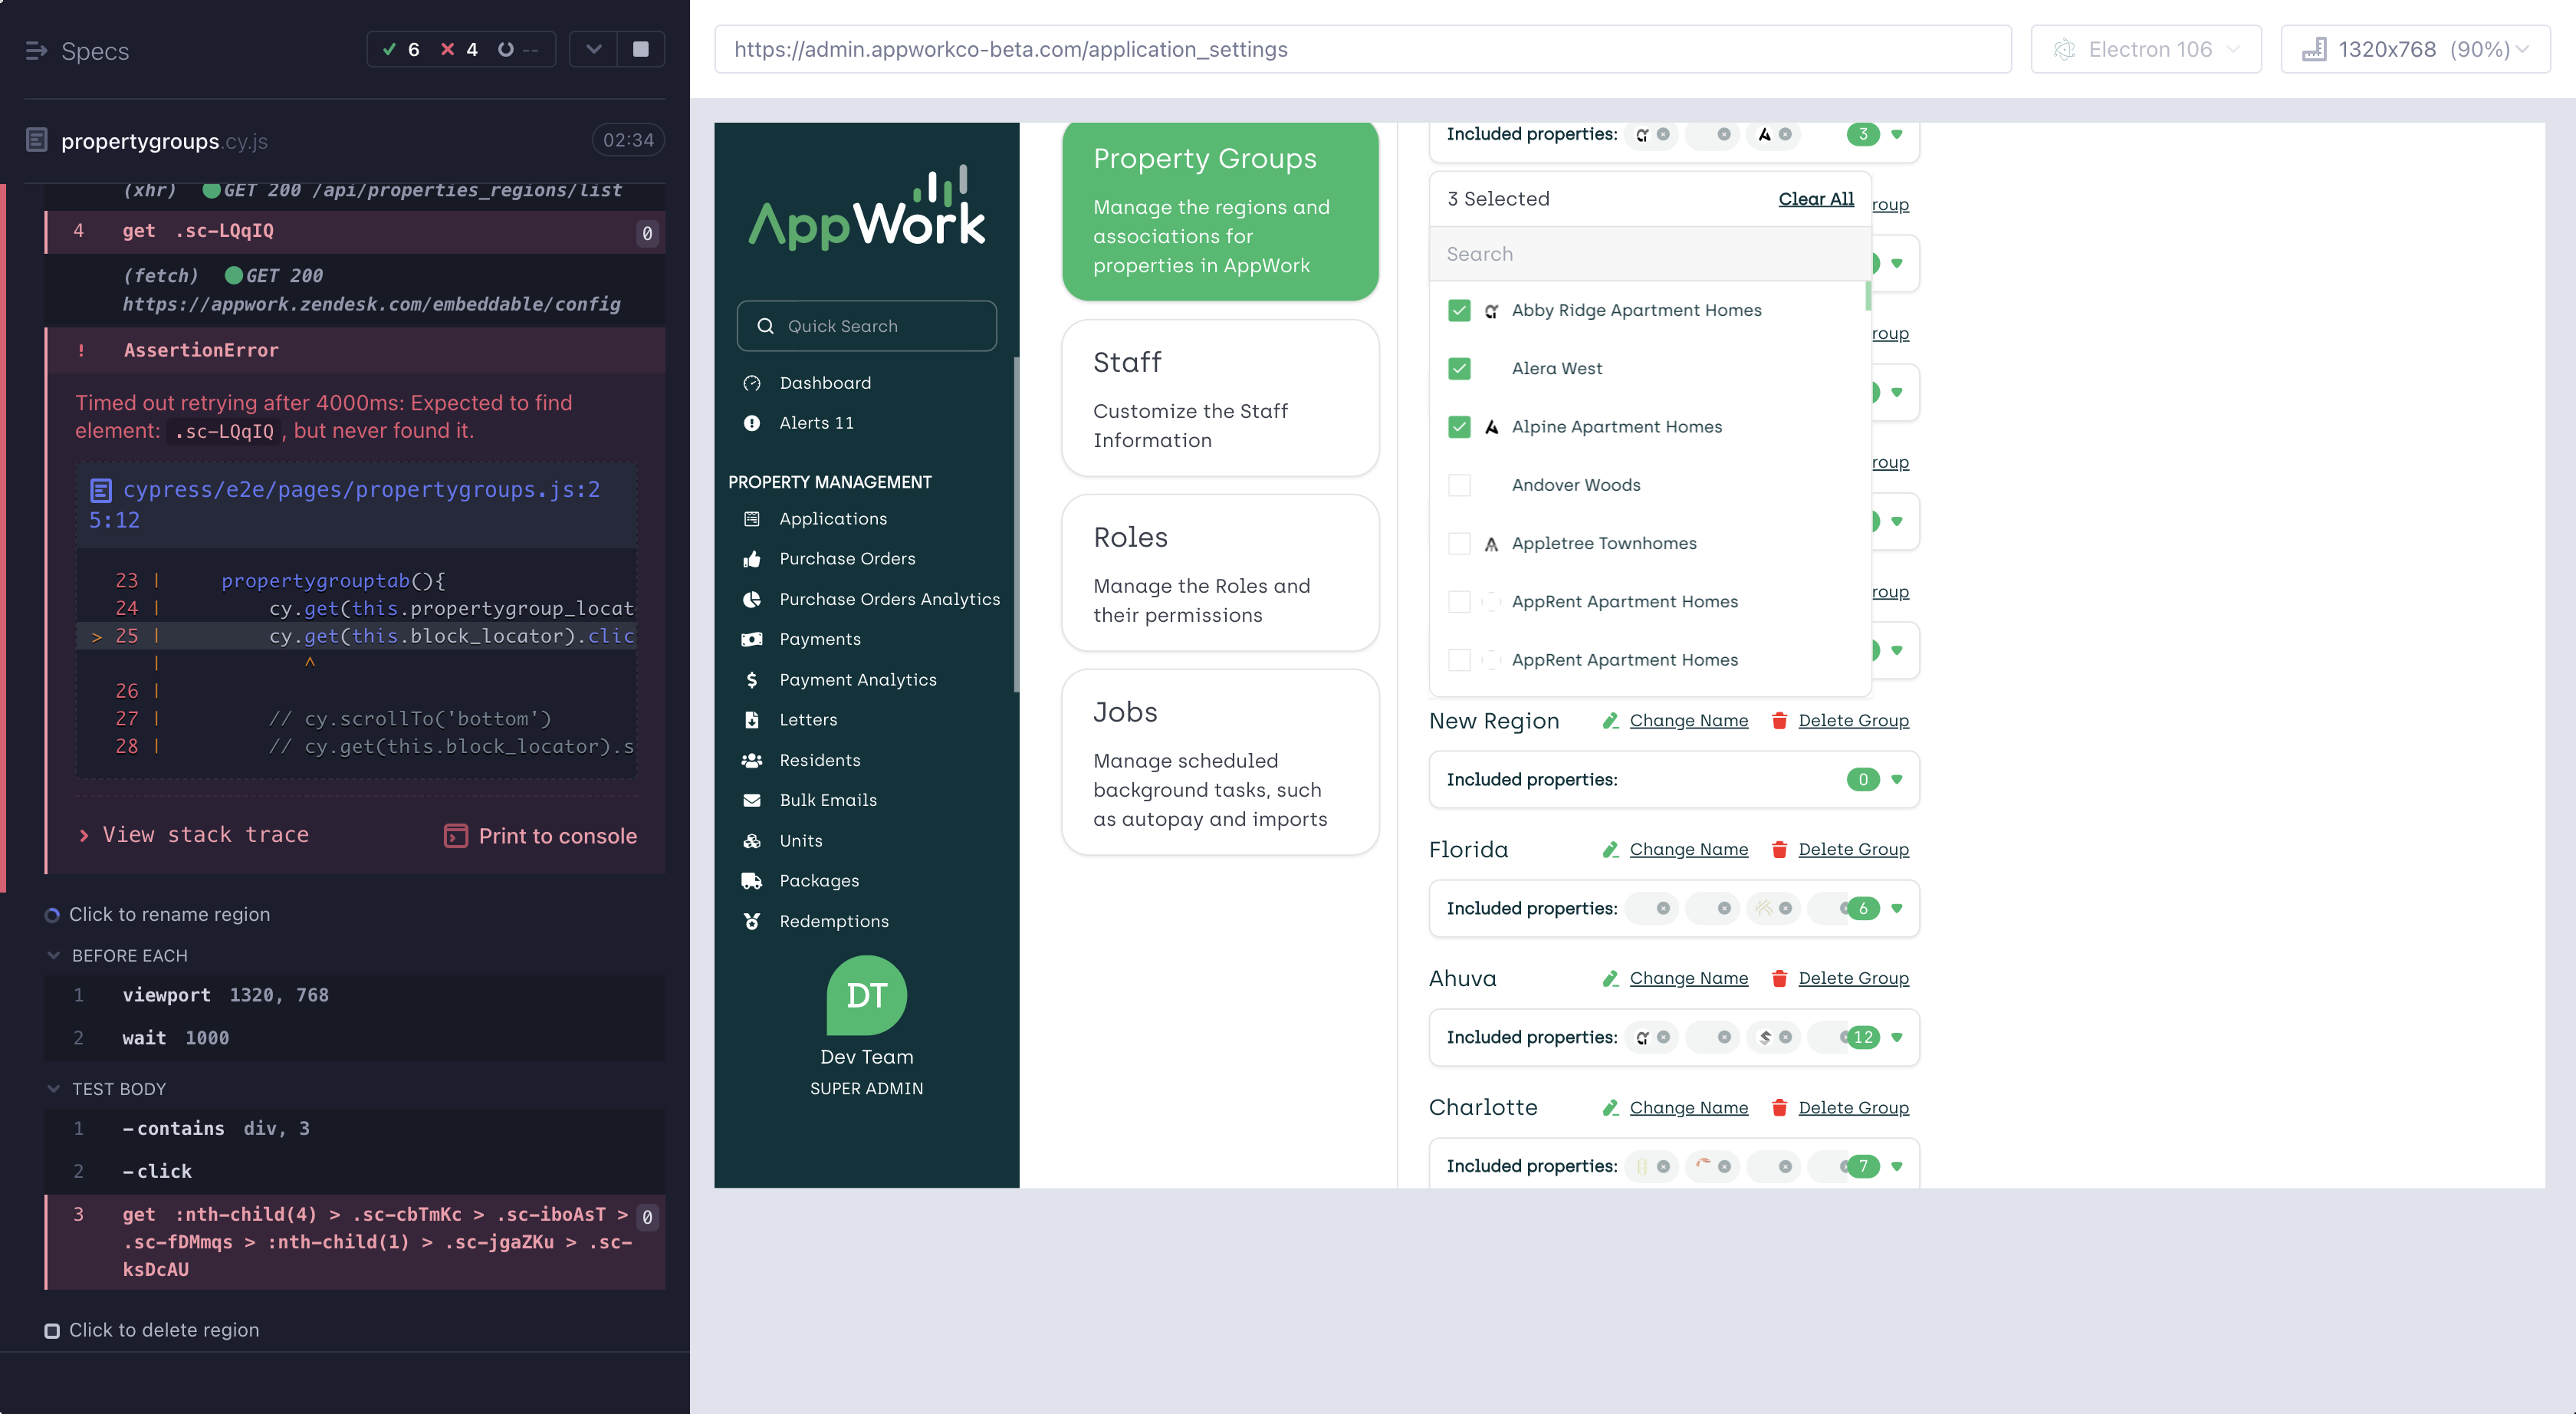 Specs
6 4 --
propertygroups.cy.js
02:34
(xhr) GET 200 /api/properties_regions/list
4 get .sc-LQqIQ 0
(fetch) GET 200
https://appwork.zendesk.com/embeddable/config
! AssertionError
Timed out retrying after 4000ms: Expected to find
element: .sc-LQqIQ, but never found it.
cypress/e2e/pages/propertygroups.js:2
5:12
23 | propertygrouptab(){
24 | cy.get(this.propertygroup_locat
> 25 | cy.get(this.block_locator).clic
| ^
26 |
27 | // cy.scrollTo('bottom')
28 | // cy.get(this.block_locator).s
View stack trace
Print to console
Click to rename region
BEFORE EACH
1 viewport 1320, 768
2 wait 1000
TEST BODY
1 -contains div, 3
2 -click
3 get :nth-child(4) > .sc-cbTmKc > .sc-iboAsT > 0
.sc-fDMmqs > :nth-child(1) > .sc-jgaZKu > .sc-
ksDcAU
Click to delete region
https://admin.appworkco-beta.com/application_settings
Electron 106
1320x768 (90%)
AppWork
Quick Search
Dashboard
Alerts 11
PROPERTY MANAGEMENT
Applications
Purchase Orders
Purchase Orders Analytics
Payments
Payment Analytics
Letters
Residents
Bulk Emails
Units
Packages
Redemptions
DT
Dev Team
SUPER ADMIN
Property Groups
Manage the regions and
associations for
properties in AppWork
Staff
Customize the Staff
Information
Roles
Manage the Roles and
their permissions
Jobs
Manage scheduled
background tasks, such
as autopay and imports
Included properties: 3
3 Selected Clear All
Search
Abby Ridge Apartment Homes
Alera West
Alpine Apartment Homes
Andover Woods
Appletree Townhomes
AppRent Apartment Homes
AppRent Apartment Homes
roup
roup
roup
roup
New Region Change Name Delete Group
Included properties: 0
Florida Change Name Delete Group
Included properties: 6
Ahuva Change Name Delete Group
Included properties: 12
Charlotte Change Name Delete Group
Included properties: 7